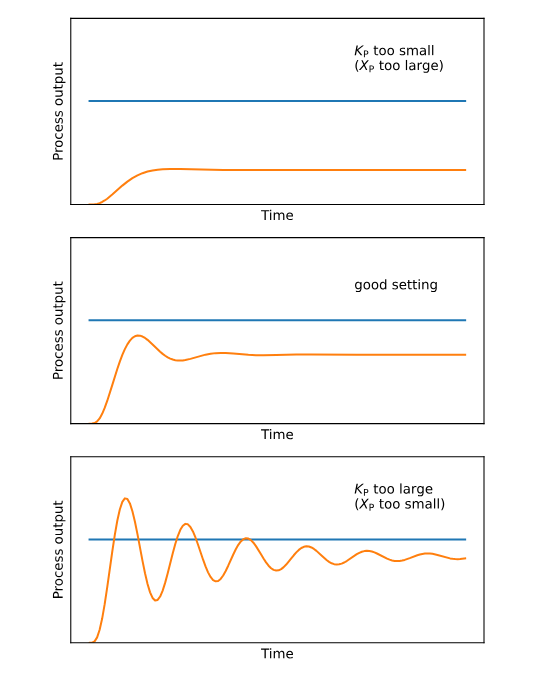 K_P too small
(X_P too large)
Process output
Time
good setting
Process output
Time
K_P too large
(X_P too small)
Process output
Time